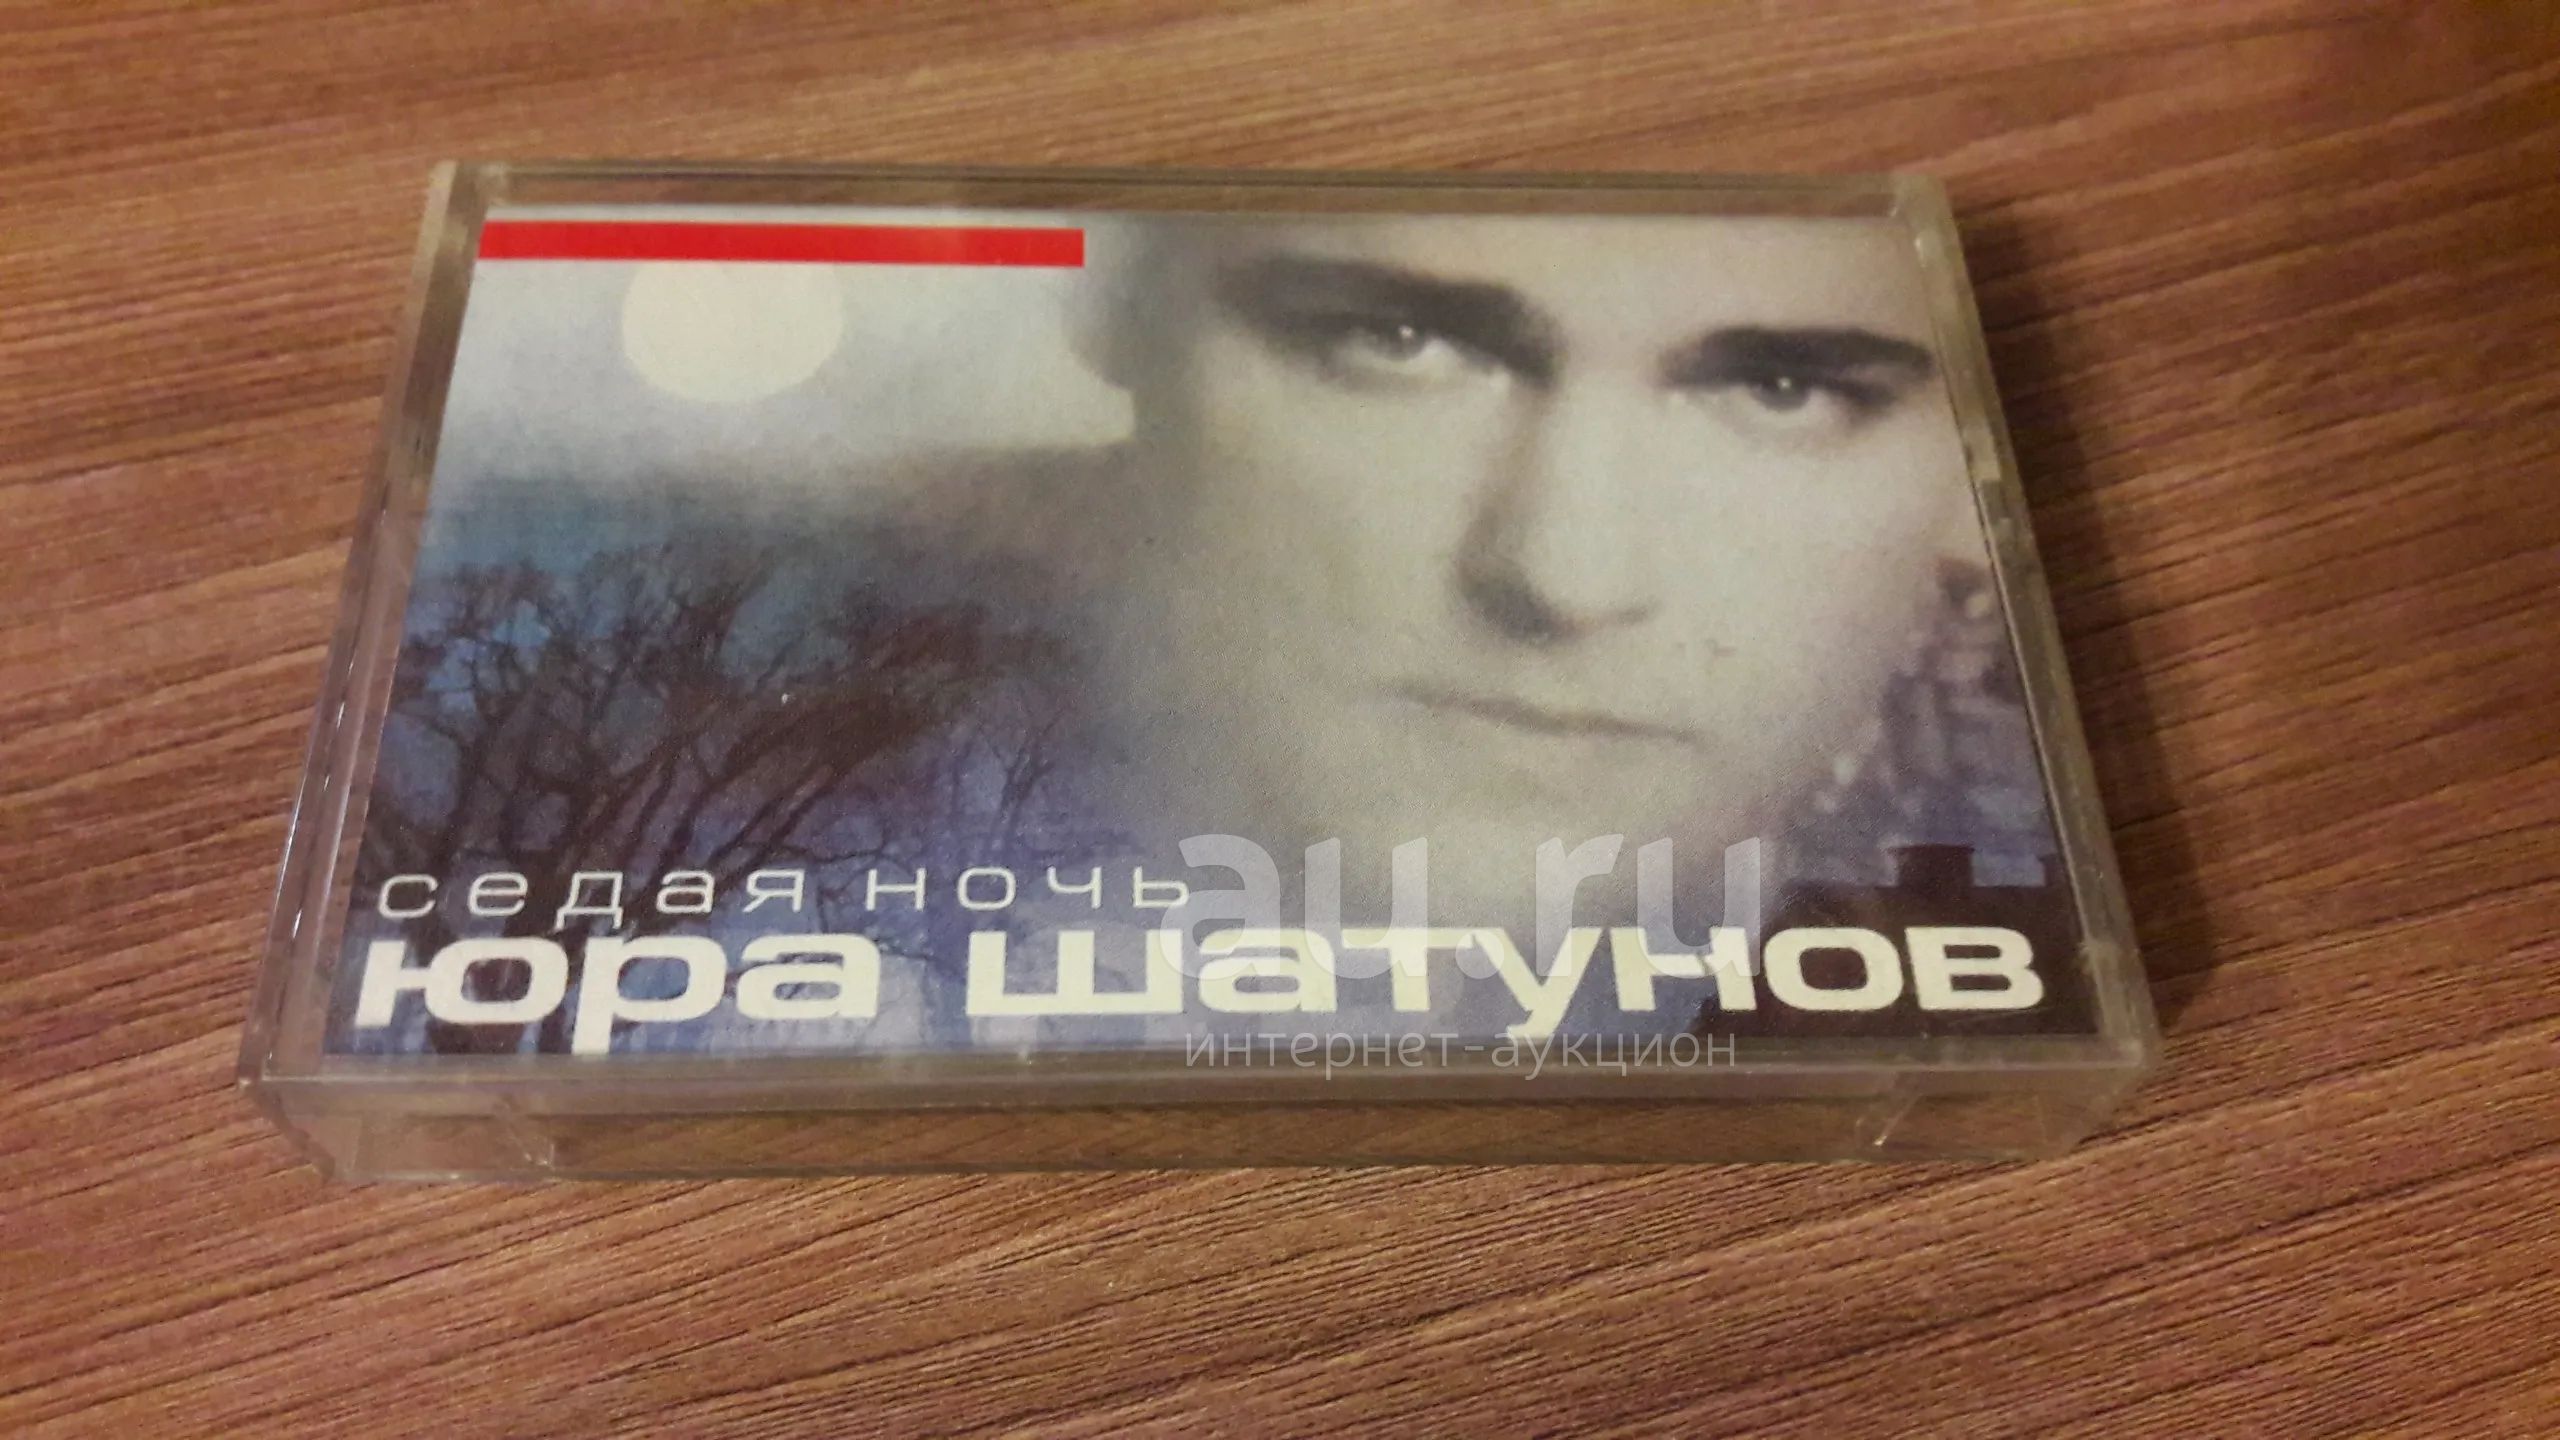 седая ночь
юра шатунов
au.ru
интернет-аукцион